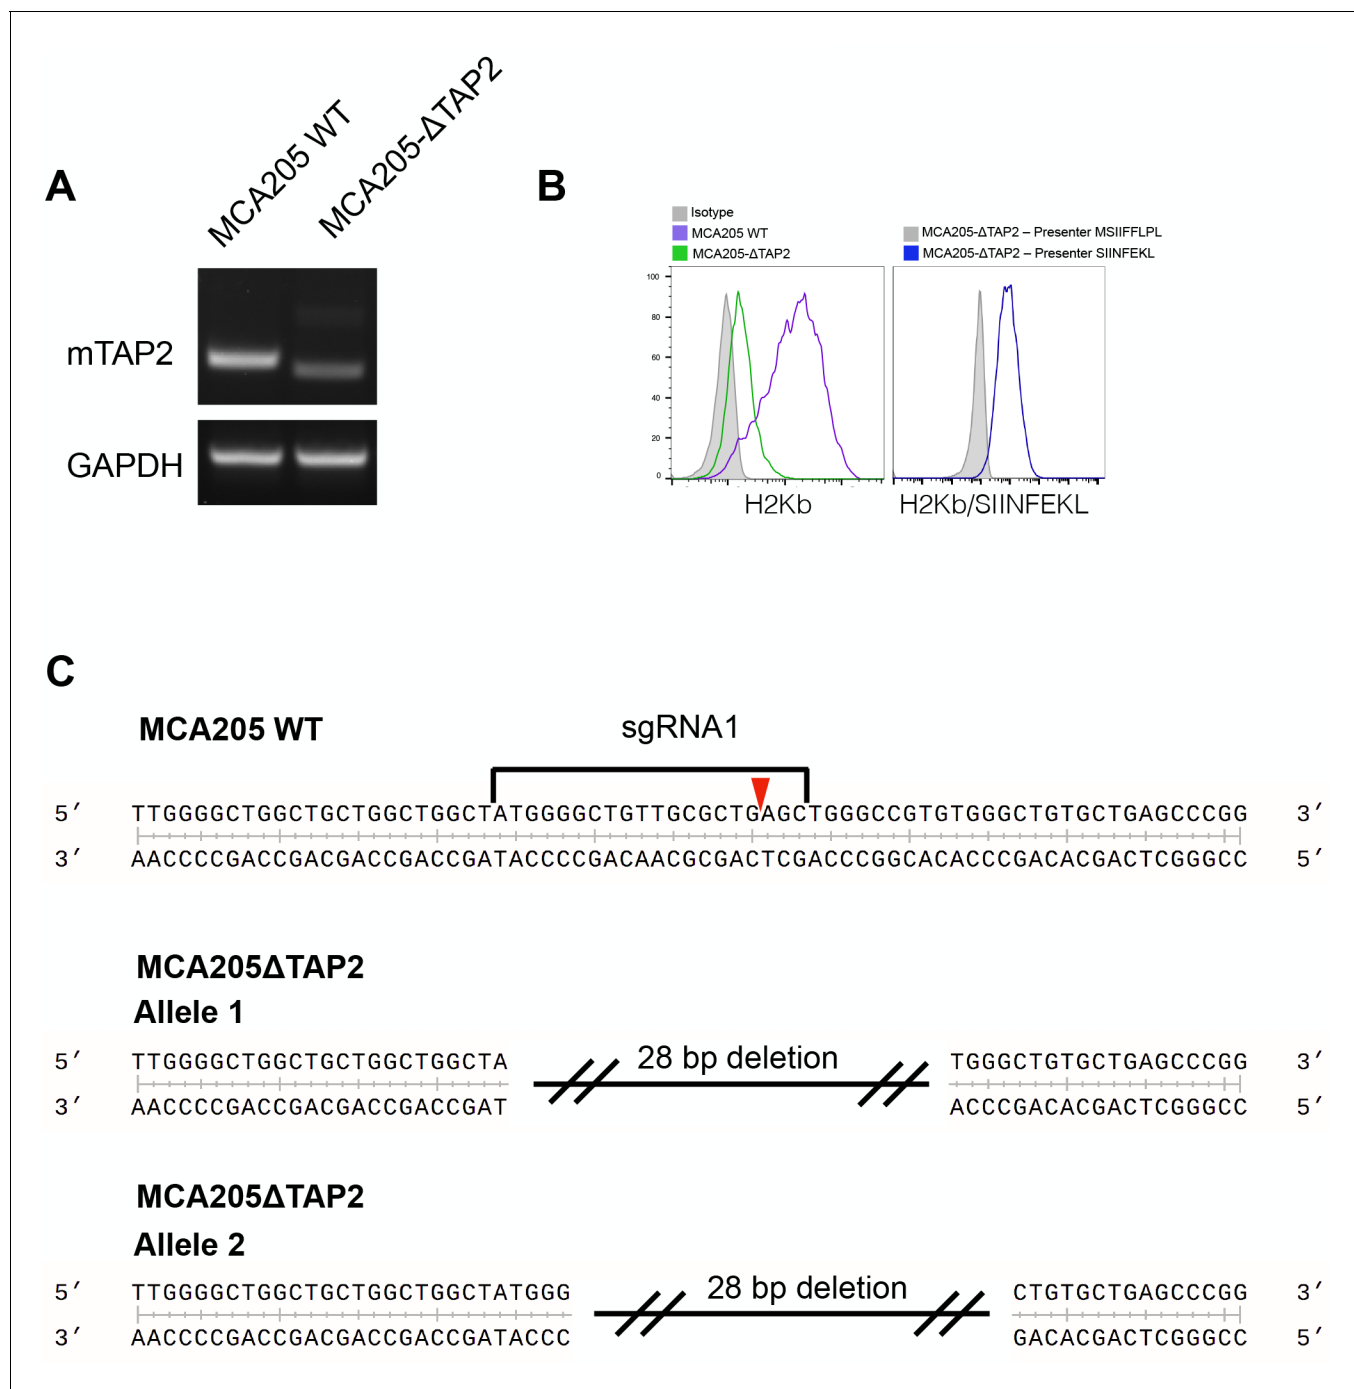 A
MCA205 WT
MCA205-ΔTAP2
mTAP2
GAPDH
B
Isotype
MCA205 WT
MCA205-ΔTAP2
MCA205-ΔTAP2 – Presenter MSIIFFLPL
MCA205-ΔTAP2 – Presenter SIINFEKL
100
80
60
40
20
0
H2Kb
H2Kb/SIINFEKL
C
MCA205 WT
sgRNA1
5′ TTGGGGCTGGCTGCTGGCTGGCTATGGGGCTGTTGCGCTGAGCTGGGCCGTGTGGGCTGTGCTGAGCCCGG 3′
3′ AACCCCGACCGACGACCGACCGATACCCCGACAACGCGACTCGACCCGGCACACCCGACACGACTCGGGCC 5′
MCA205ΔTAP2
Allele 1
28 bp deletion
5′ TTGGGGCTGGCTGCTGGCTGGCTA TGGGCTGTGCTGAGCCCGG 3′
3′ AACCCCGACCGACGACCGACCGAT ACCCGACACGACTCGGGCC 5′
MCA205ΔTAP2
Allele 2
28 bp deletion
5′ TTGGGGCTGGCTGCTGGCTGGCTATGGG CTGTGCTGAGCCCGG 3′
3′ AACCCCGACCGACGACCGACCGATACCC GACACGACTCGGGCC 5′